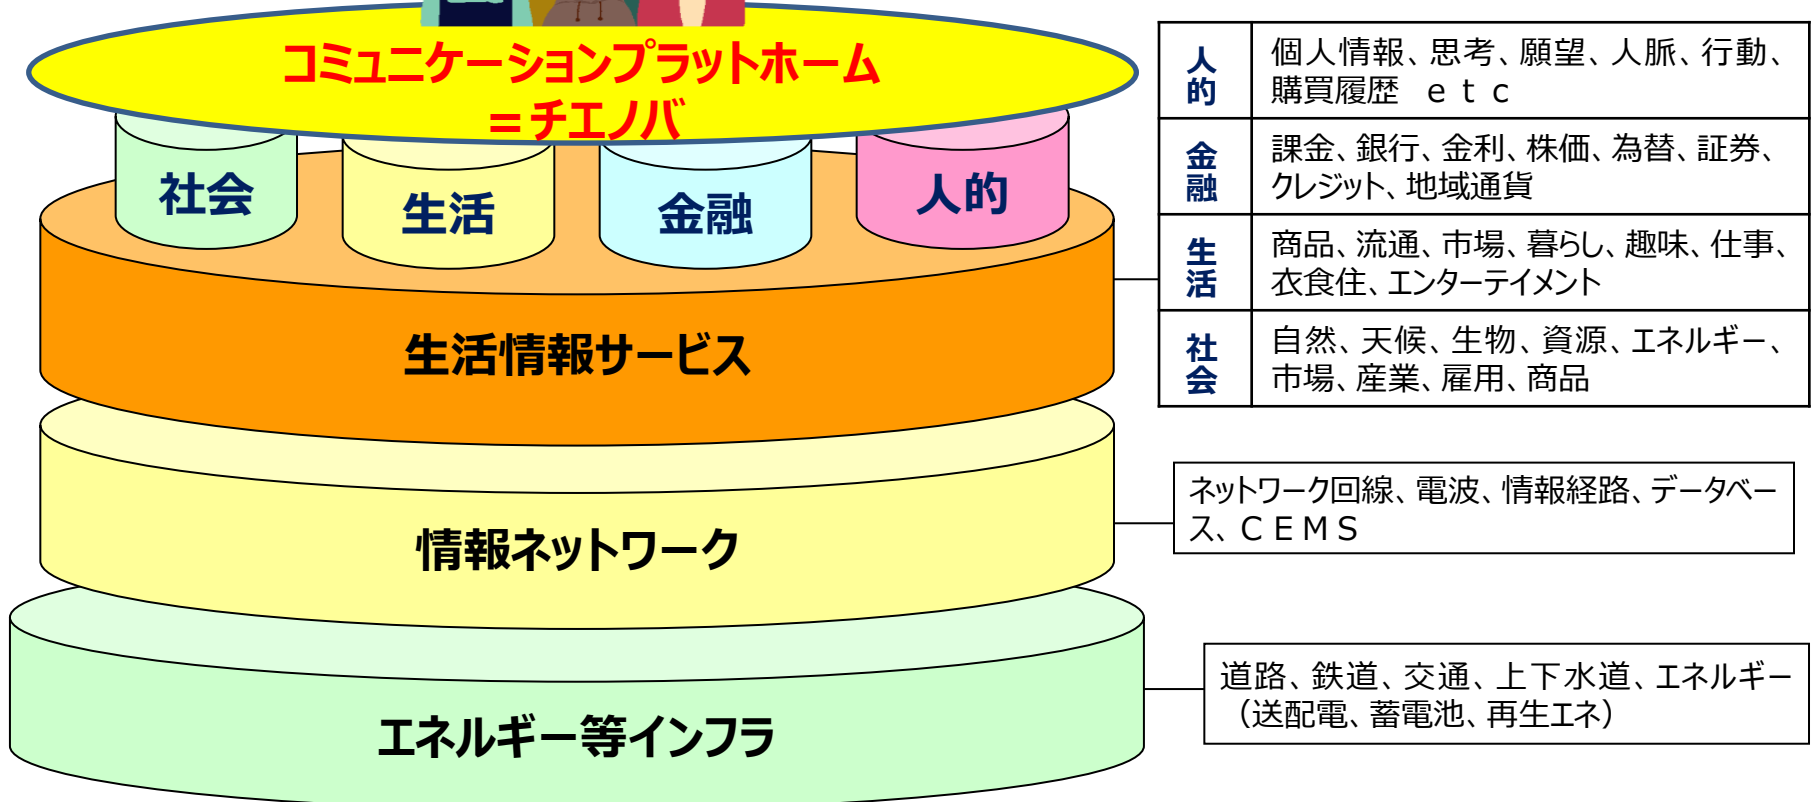 コミュニケーションプラットホーム
=チエノバ
社会
生活
金融
人的
生活情報サービス
情報ネットワーク
エネルギー等インフラ
人的
個人情報、思考、願望、人脈、行動、
購買履歴 ｅｔｃ
金融
課金、銀行、金利、株価、為替、証券、
クレジット、地域通貨
生活
商品、流通、市場、暮らし、趣味、仕事、
衣食住、エンターテイメント
社会
自然、天候、生物、資源、エネルギー、
市場、産業、雇用、商品
ネットワーク回線、電波、情報経路、データベー
ス、ＣＥＭＳ
道路、鉄道、交通、上下水道、エネルギー
（送配電、蓄電池、再生エネ）